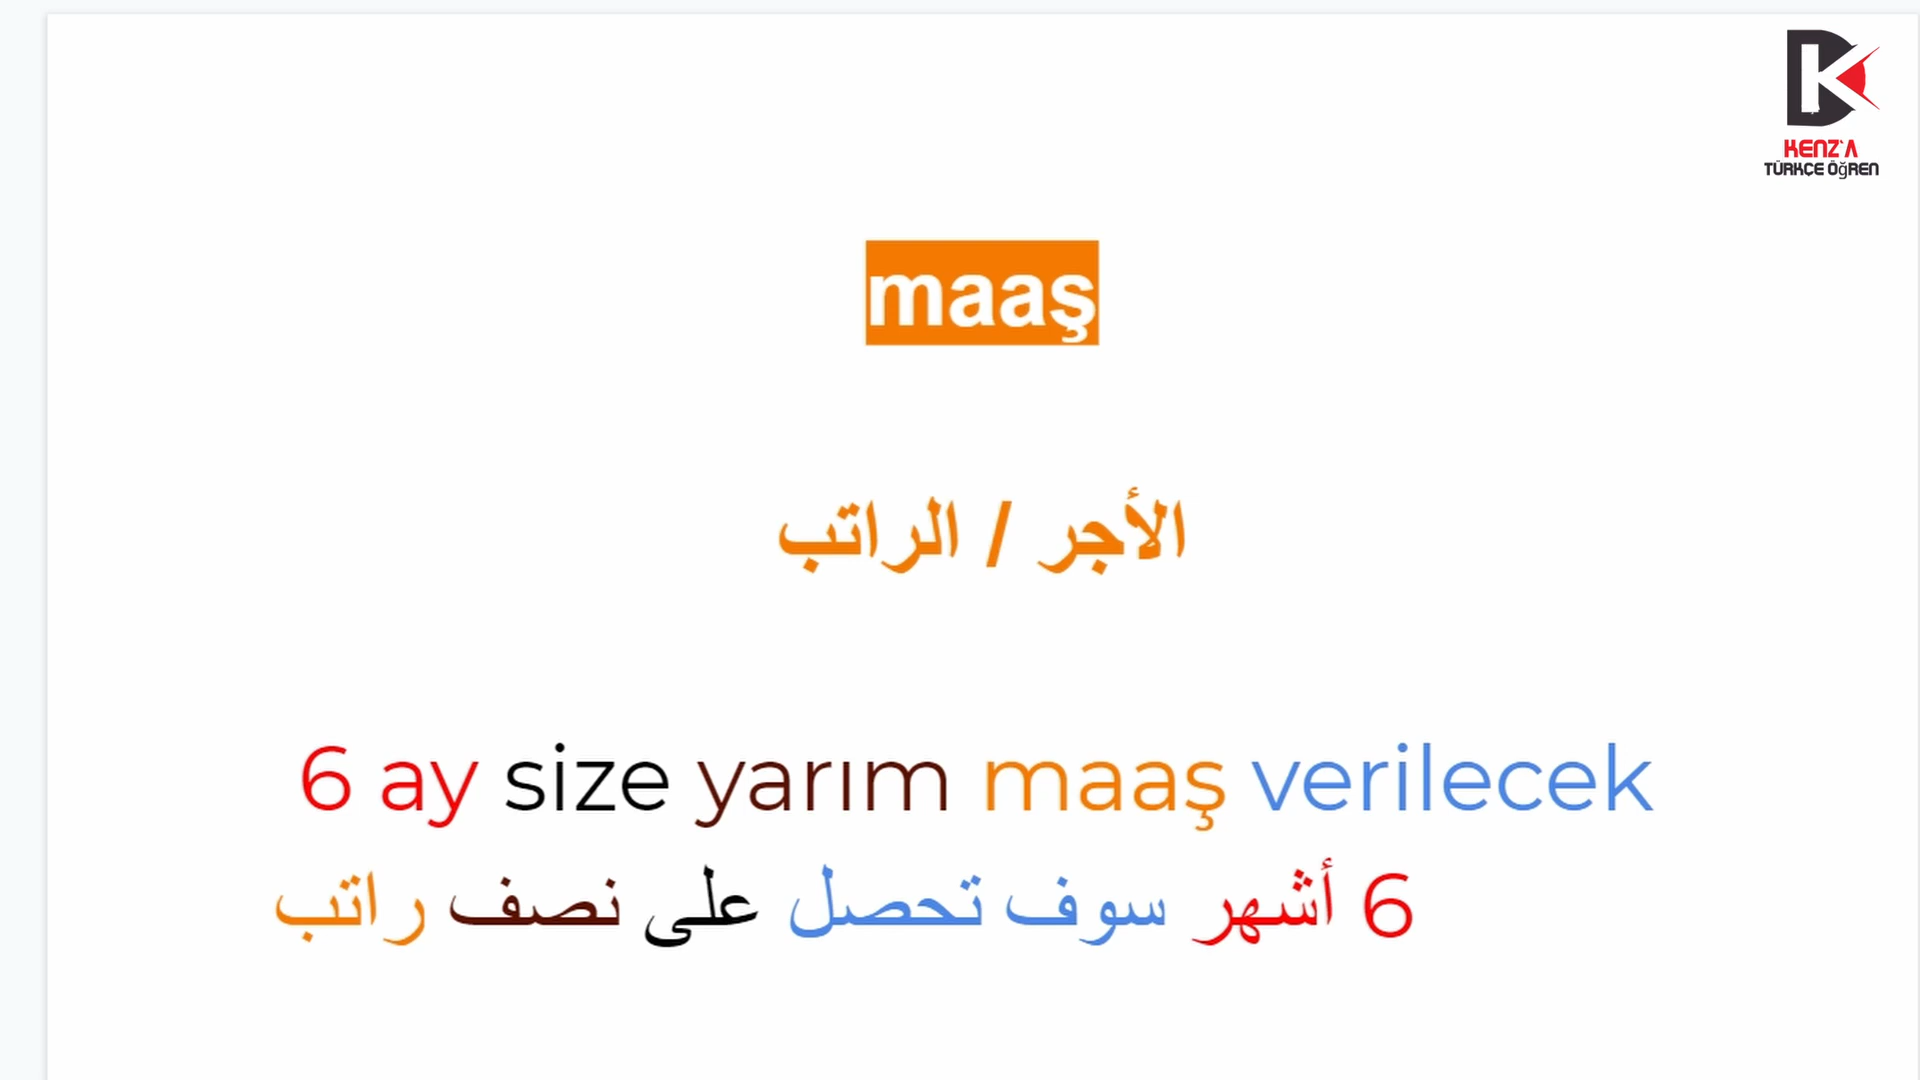 KENZ'A
TÜRKÇE ÖğREN
maaş
الأجر / الراتب
6 ay size yarım maaş verilecek
6 أشهر سوف تحصل على نصف راتب